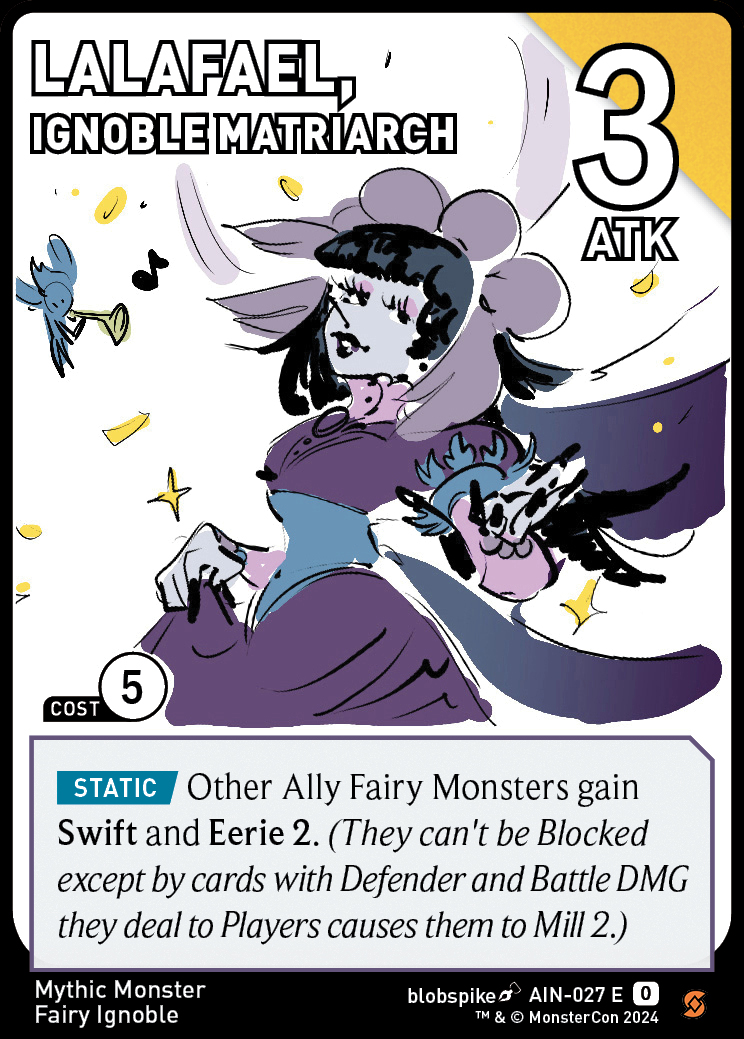 LALAFAEL,
IGNOBLE MATRIARCH
3
ATK
COST 5
STATIC Other Ally Fairy Monsters gain
Swift and Eerie 2. (They can't be Blocked
except by cards with Defender and Battle DMG
they deal to Players causes them to Mill 2.)
Mythic Monster
Fairy Ignoble
blobspike AIN-027 E 0
™ & © MonsterCon 2024